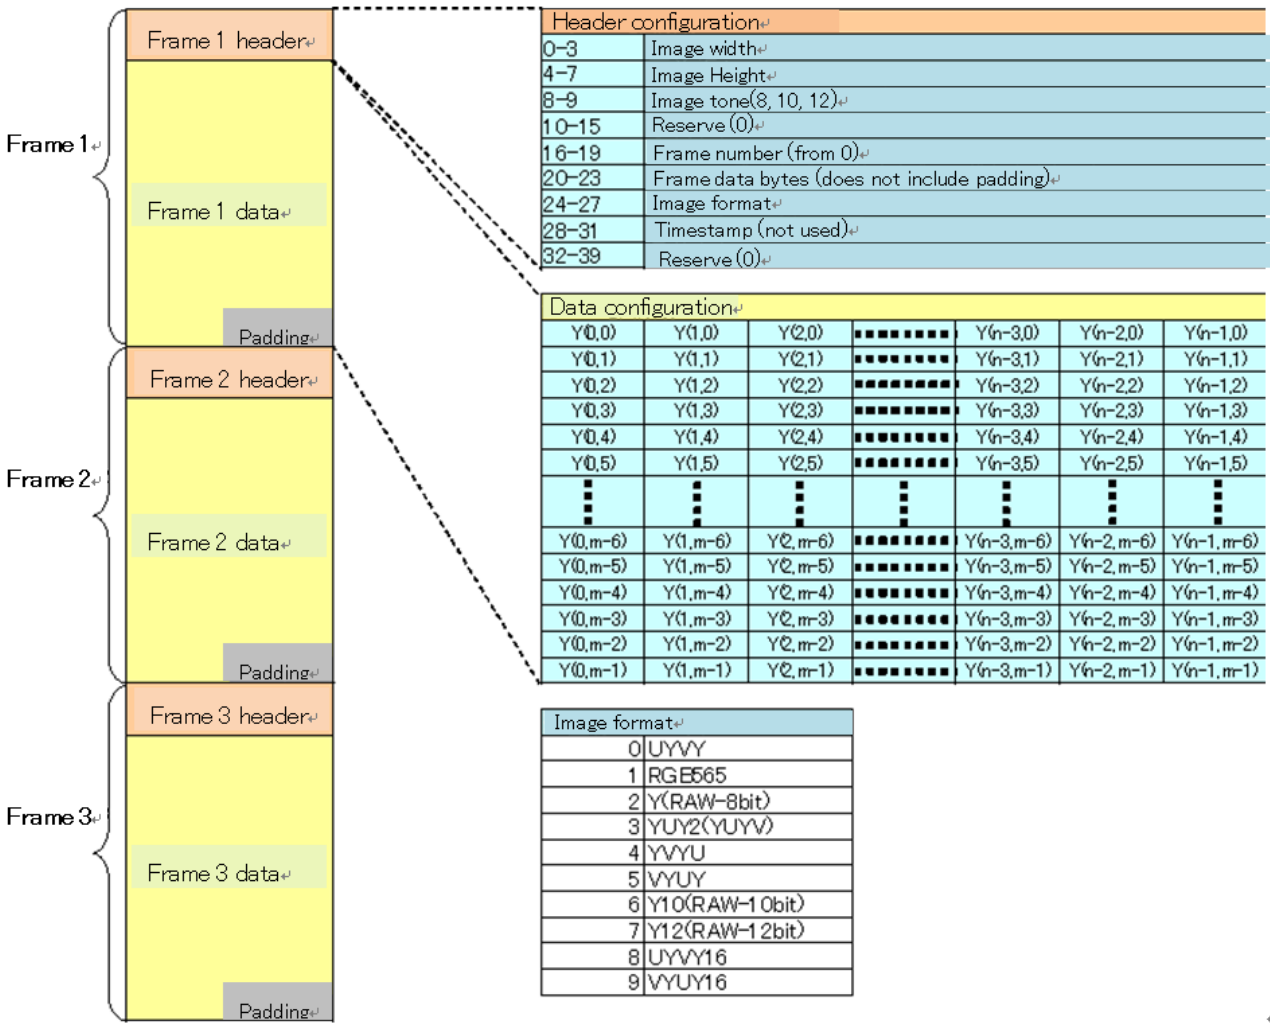 Frame 1
Frame 1 header
Frame 1 data
Padding
Frame 2
Frame 2 header
Frame 2 data
Padding
Frame 3
Frame 3 header
Frame 3 data
Padding
Header configuration
0-3 Image width
4-7 Image Height
8-9 Image tone(8, 10, 12)
10-15 Reserve (0)
16-19 Frame number (from 0)
20-23 Frame data bytes (does not include padding)
24-27 Image format
28-31 Timestamp (not used)
32-39 Reserve (0)
Data configuration
Y(0,0) Y(1,0) Y(2,0) Y(n-3,0) Y(n-2,0) Y(n-1,0)
Y(0,1) Y(1,1) Y(2,1) Y(n-3,1) Y(n-2,1) Y(n-1,1)
Y(0,2) Y(1,2) Y(2,2) Y(n-3,2) Y(n-2,2) Y(n-1,2)
Y(0,3) Y(1,3) Y(2,3) Y(n-3,3) Y(n-2,3) Y(n-1,3)
Y(0,4) Y(1,4) Y(2,4) Y(n-3,4) Y(n-2,4) Y(n-1,4)
Y(0,5) Y(1,5) Y(2,5) Y(n-3,5) Y(n-2,5) Y(n-1,5)
Y(0,m-6) Y(1,m-6) Y(2,m-6) Y(n-3,m-6) Y(n-2,m-6) Y(n-1,m-6)
Y(0,m-5) Y(1,m-5) Y(2,m-5) Y(n-3,m-5) Y(n-2,m-5) Y(n-1,m-5)
Y(0,m-4) Y(1,m-4) Y(2,m-4) Y(n-3,m-4) Y(n-2,m-4) Y(n-1,m-4)
Y(0,m-3) Y(1,m-3) Y(2,m-3) Y(n-3,m-3) Y(n-2,m-3) Y(n-1,m-3)
Y(0,m-2) Y(1,m-2) Y(2,m-2) Y(n-3,m-2) Y(n-2,m-2) Y(n-1,m-2)
Y(0,m-1) Y(1,m-1) Y(2,m-1) Y(n-3,m-1) Y(n-2,m-1) Y(n-1,m-1)
Image format
0 UYVY
1 RGB565
2 Y(RAW-8bit)
3 YUY2(YUYV)
4 YVYU
5 VYUY
6 Y10(RAW-10bit)
7 Y12(RAW-12bit)
8 UYVY16
9 VYUY16